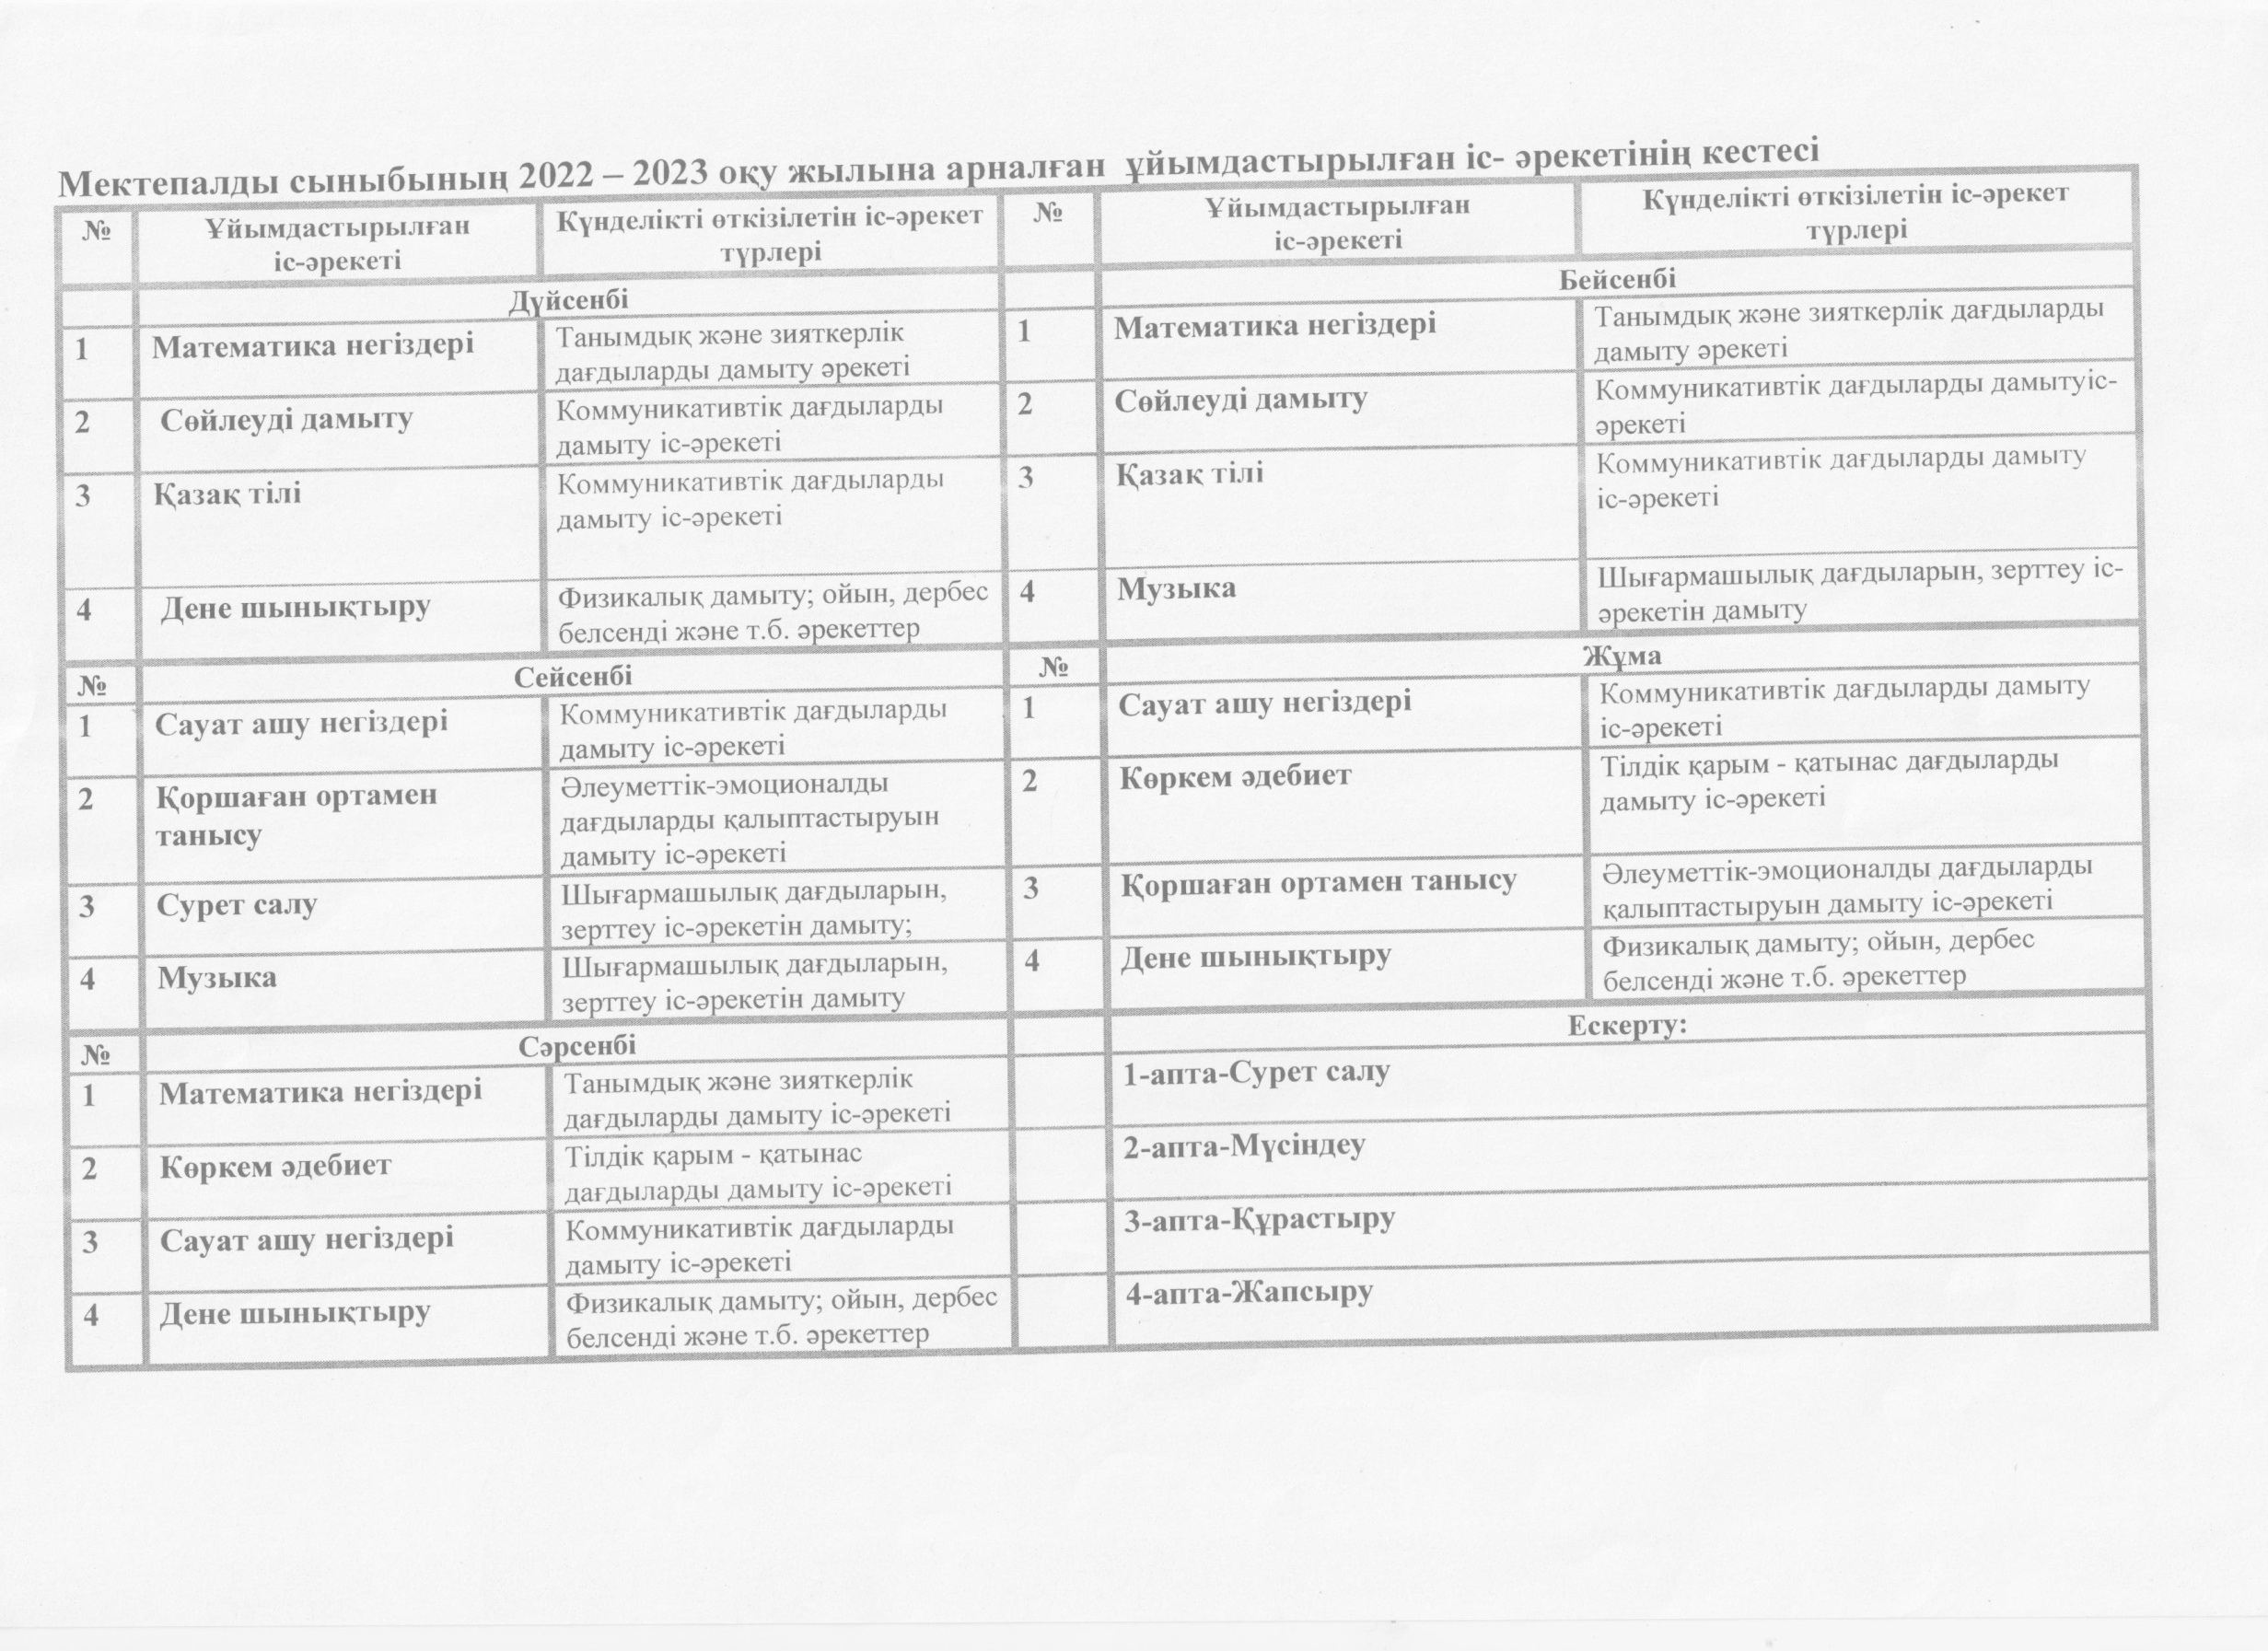 Мектепалды сыныбының 2022 – 2023 оқу жылына арналған ұйымдастырылған іс- әрекетінің кестесі
№
Ұйымдастырылған
іс-әрекеті
Күнделікті өткізілетін іс-әрекет
түрлері
Дүйсенбі
1
Математика негіздері
Танымдық және зияткерлік
дағдыларды дамыту әрекеті
2
Сөйлеуді дамыту
Коммуникативтік дағдыларды
дамыту іс-әрекеті
3
Қазақ тілі
Коммуникативтік дағдыларды
дамыту іс-әрекеті
4
Дене шынықтыру
Физикалық дамыту; ойын, дербес
белсенді және т.б. әрекеттер
№
Сейсенбі
1
Сауат ашу негіздері
Коммуникативтік дағдыларды
дамыту іс-әрекеті
2
Қоршаған ортамен
танысу
Әлеуметтік-эмоционалды
дағдыларды қалыптастыруын
дамыту іс-әрекеті
3
Сурет салу
Шығармашылық дағдыларын,
зерттеу іс-әрекетін дамыту;
4
Музыка
Шығармашылық дағдыларын,
зерттеу іс-әрекетін дамыту
№
Сәрсенбі
1
Математика негіздері
Танымдық және зияткерлік
дағдыларды дамыту іс-әрекеті
2
Көркем әдебиет
Тілдік қарым - қатынас
дағдыларды дамыту іс-әрекеті
3
Сауат ашу негіздері
Коммуникативтік дағдыларды
дамыту іс-әрекеті
4
Дене шынықтыру
Физикалық дамыту; ойын, дербес
белсенді және т.б. әрекеттер
№
Ұйымдастырылған
іс-әрекеті
Күнделікті өткізілетін іс-әрекет
түрлері
Бейсенбі
1
Математика негіздері
Танымдық және зияткерлік дағдыларды
дамыту әрекеті
2
Сөйлеуді дамыту
Коммуникативтік дағдыларды дамытуіс-
әрекеті
3
Қазақ тілі
Коммуникативтік дағдыларды дамыту
іс-әрекеті
4
Музыка
Шығармашылық дағдыларын, зерттеу іс-
әрекетін дамыту
№
Жұма
1
Сауат ашу негіздері
Коммуникативтік дағдыларды дамыту
іс-әрекеті
2
Көркем әдебиет
Тілдік қарым - қатынас дағдыларды
дамыту іс-әрекеті
3
Қоршаған ортамен танысу
Әлеуметтік-эмоционалды дағдыларды
қалыптастыруын дамыту іс-әрекеті
4
Дене шынықтыру
Физикалық дамыту; ойын, дербес
белсенді және т.б. әрекеттер
Ескерту:
1-апта-Сурет салу
2-апта-Мүсіндеу
3-апта-Құрастыру
4-апта-Жапсыру